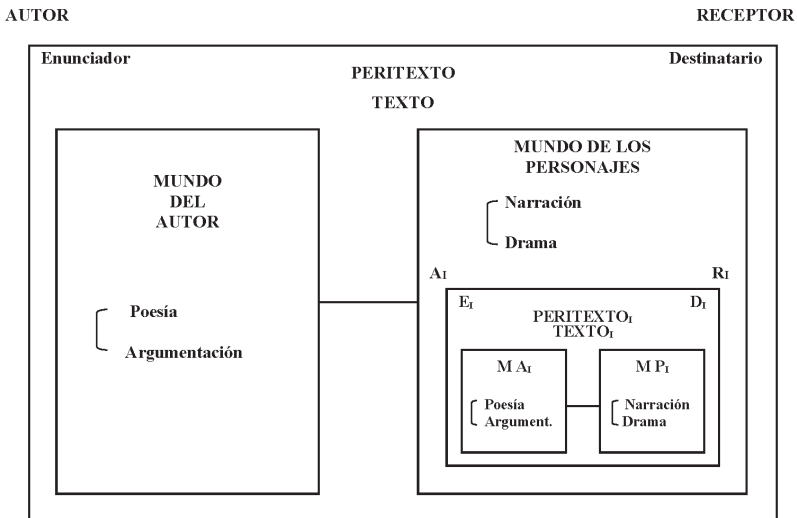 AUTOR
RECEPTOR
Enunciador
Destinatario
PERITEXTO
TEXTO
MUNDO
DEL
AUTOR
Poesía
Argumentación
MUNDO DE LOS
PERSONAJES
Narración
Drama
AI
RI
EI
DI
PERITEXTOI
TEXTOI
M AI
Poesía
Argument.
M PI
Narración
Drama